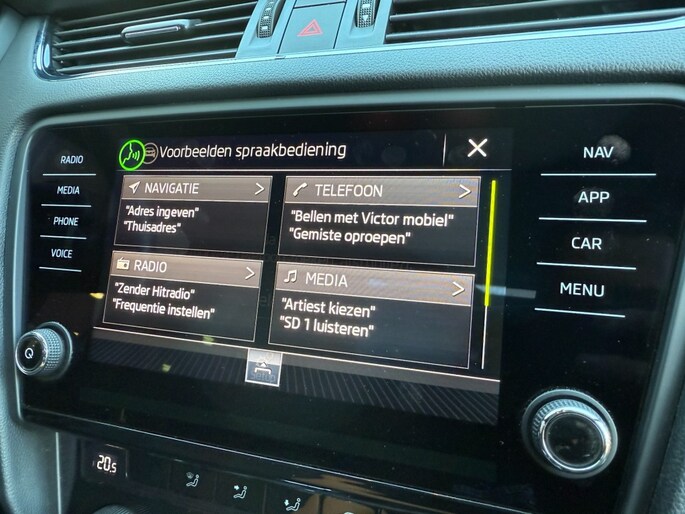 Voorbeelden spraakbediening
RADIO
MEDIA
PHONE
VOICE
NAVIGATIE
"Adres ingeven"
"Thuisadres"
TELEFOON
"Bellen met Victor mobiel"
"Gemiste oproepen"
RADIO
"Zender Hitradio"
"Frequentie instellen"
MEDIA
"Artiest kiezen"
"SD 1 luisteren"
NAV
APP
CAR
MENU
20.5